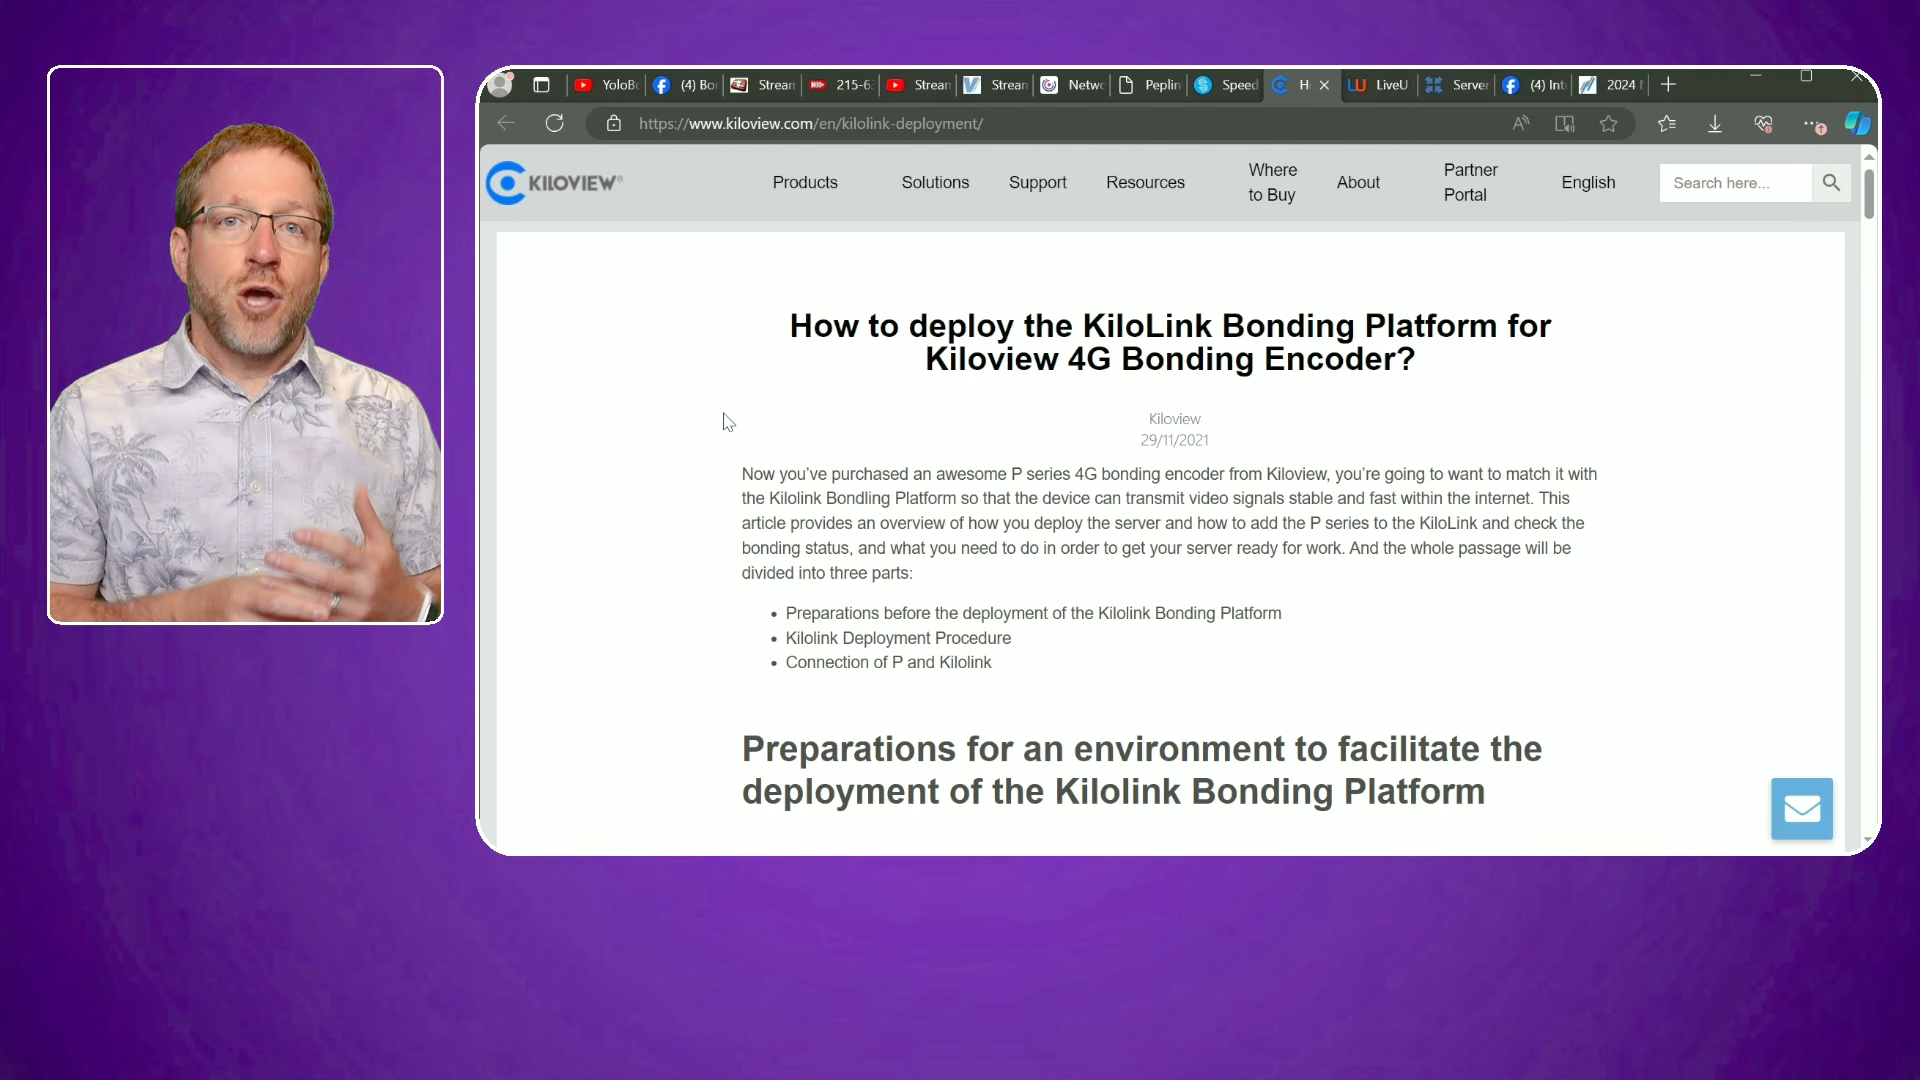 YoloB
(4) Bo
Stream
215-6
Stream
Stream
Netwo
Peplin
Speed
H
LiveU
Server
(4) Int
2024
https://www.kiloview.com/en/kilolink-deployment/
KILOVIEW
Products
Solutions
Support
Resources
Where
to Buy
About
Partner
Portal
English
Search here...
How to deploy the KiloLink Bonding Platform for
Kiloview 4G Bonding Encoder?
Kiloview
29/11/2021
Now you’ve purchased an awesome P series 4G bonding encoder from Kiloview, you’re going to want to match it with
the Kilolink Bondling Platform so that the device can transmit video signals stable and fast within the internet. This
article provides an overview of how you deploy the server and how to add the P series to the KiloLink and check the
bonding status, and what you need to do in order to get your server ready for work. And the whole passage will be
divided into three parts:
• Preparations before the deployment of the Kilolink Bonding Platform
• Kilolink Deployment Procedure
• Connection of P and Kilolink
Preparations for an environment to facilitate the
deployment of the Kilolink Bonding Platform